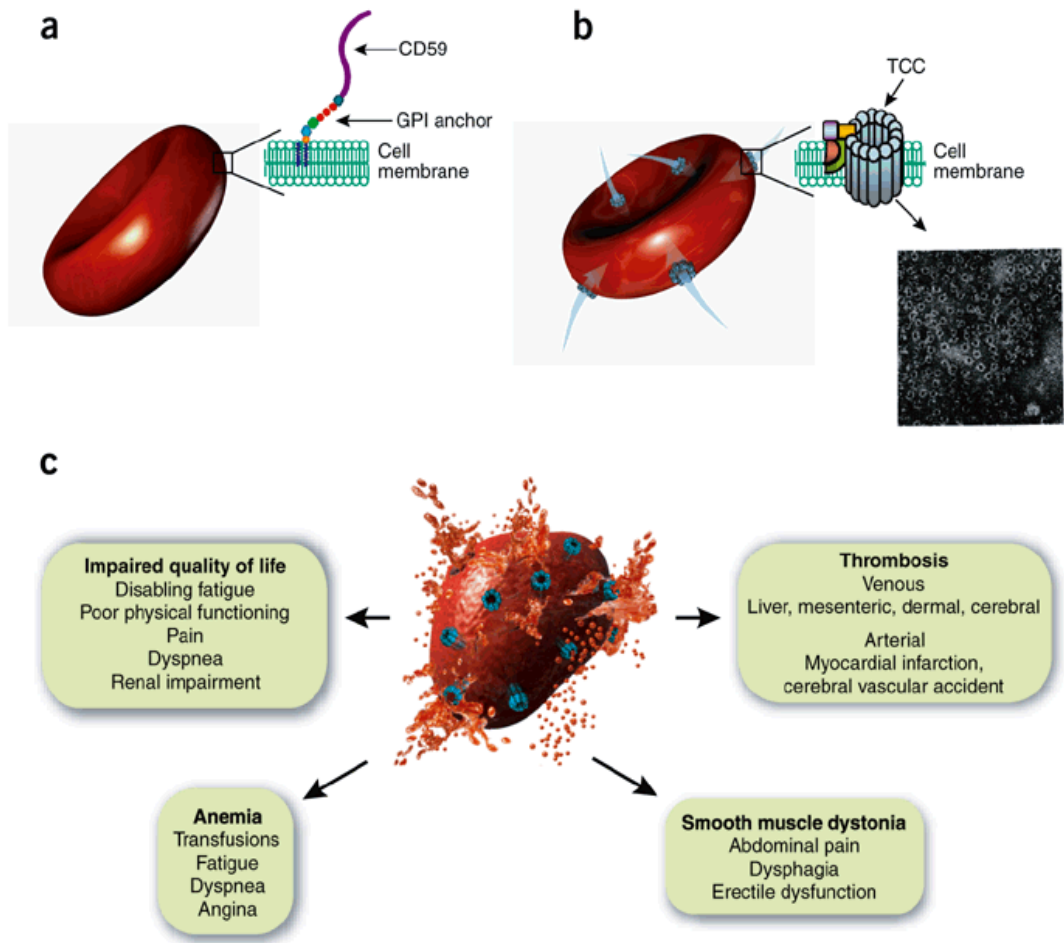 a
CD59
GPI anchor
Cell
membrane
b
TCC
Cell
membrane
c
Impaired quality of life
Disabling fatigue
Poor physical functioning
Pain
Dyspnea
Renal impairment
Thrombosis
Venous
Liver, mesenteric, dermal, cerebral
Arterial
Myocardial infarction,
cerebral vascular accident
Anemia
Transfusions
Fatigue
Dyspnea
Angina
Smooth muscle dystonia
Abdominal pain
Dysphagia
Erectile dysfunction